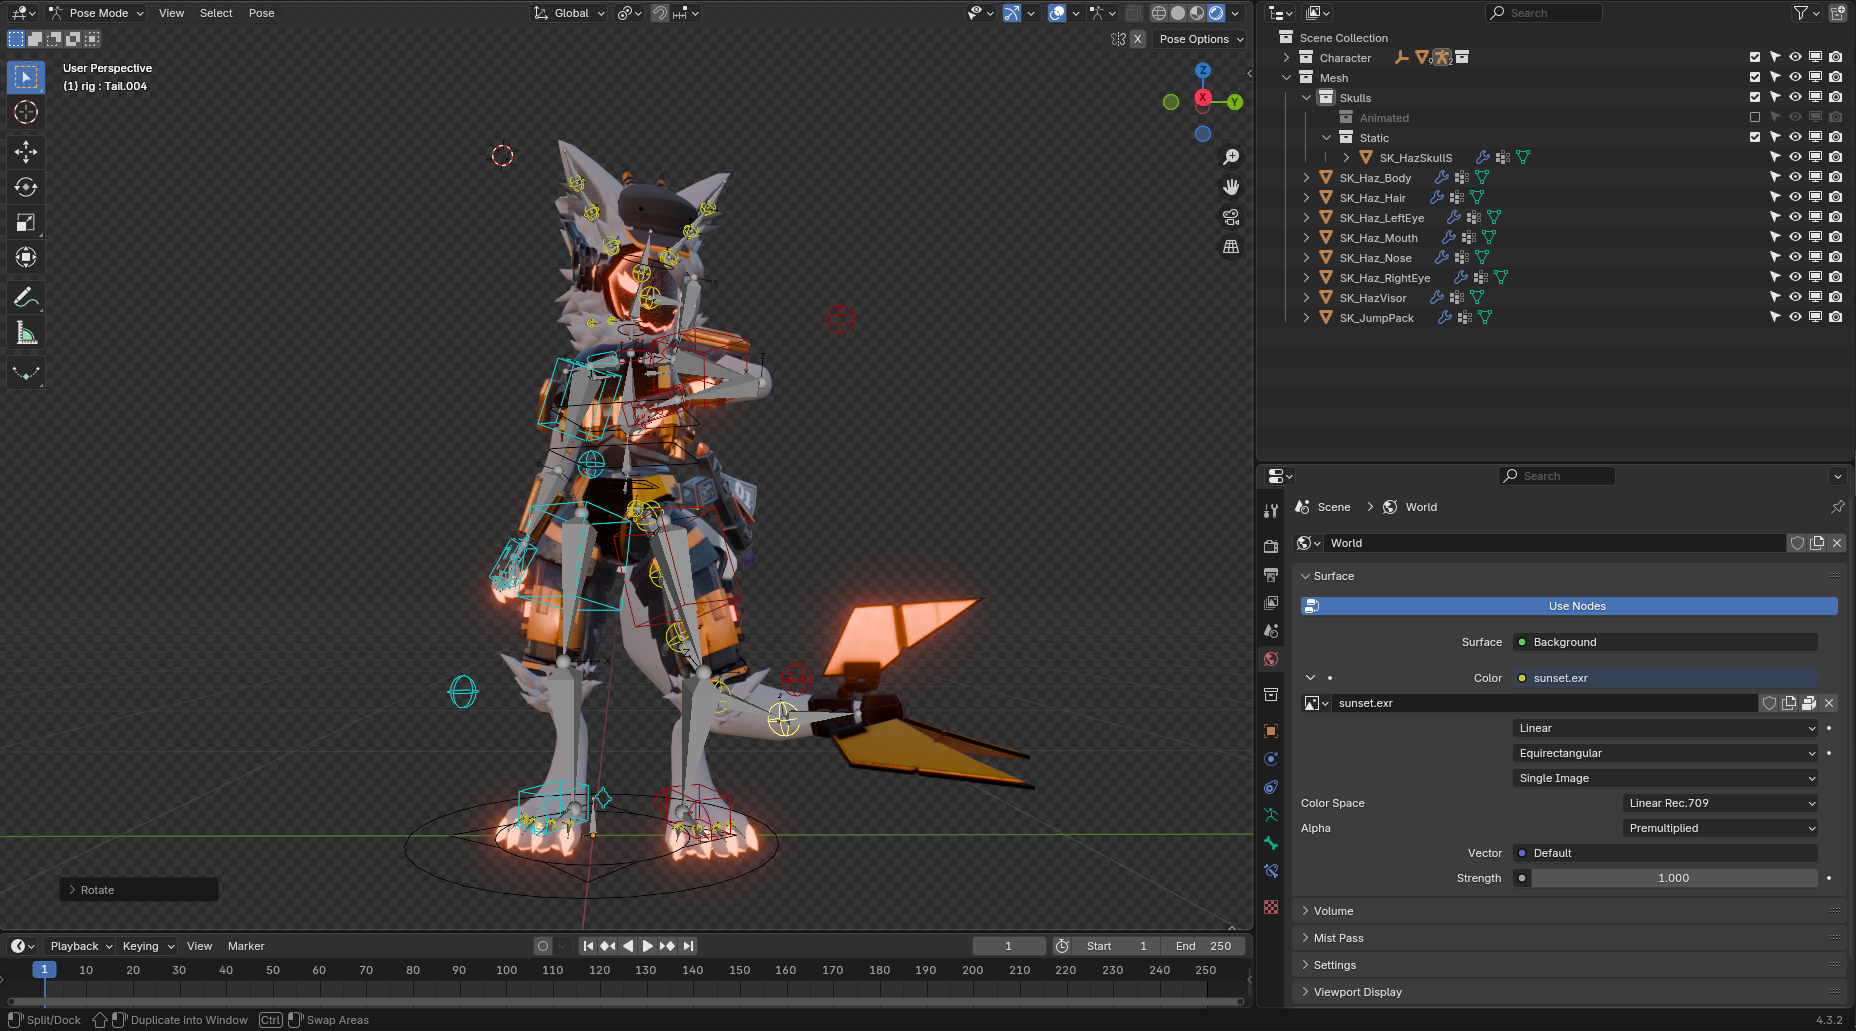 Pose Mode View Select Pose Global
X Pose Options
User Perspective
(1) rig : Tail.004
Z
X
Y
Rotate
Playback Keying View Marker 1 Start 1 End 250
1 10 20 30 40 50 60 70 80 90 100 110 120 130 140 150 160 170 180 190 200 210 220 230 240 250
Split/Dock Duplicate into Window Ctrl Swap Areas 4.3.2
Search
Scene Collection
Character 9 2
Mesh
Skulls
Animated
Static
SK_HazSkullS
SK_Haz_Body
SK_Haz_Hair
SK_Haz_LeftEye
SK_Haz_Mouth
SK_Haz_Nose
SK_Haz_RightEye
SK_HazVisor
SK_JumpPack
Search
Scene World
World
Surface
Use Nodes
Surface Background
Color sunset.exr
sunset.exr
Linear
Equirectangular
Single Image
Color Space Linear Rec.709
Alpha Premultiplied
Vector Default
Strength 1.000
Volume
Mist Pass
Settings
Viewport Display